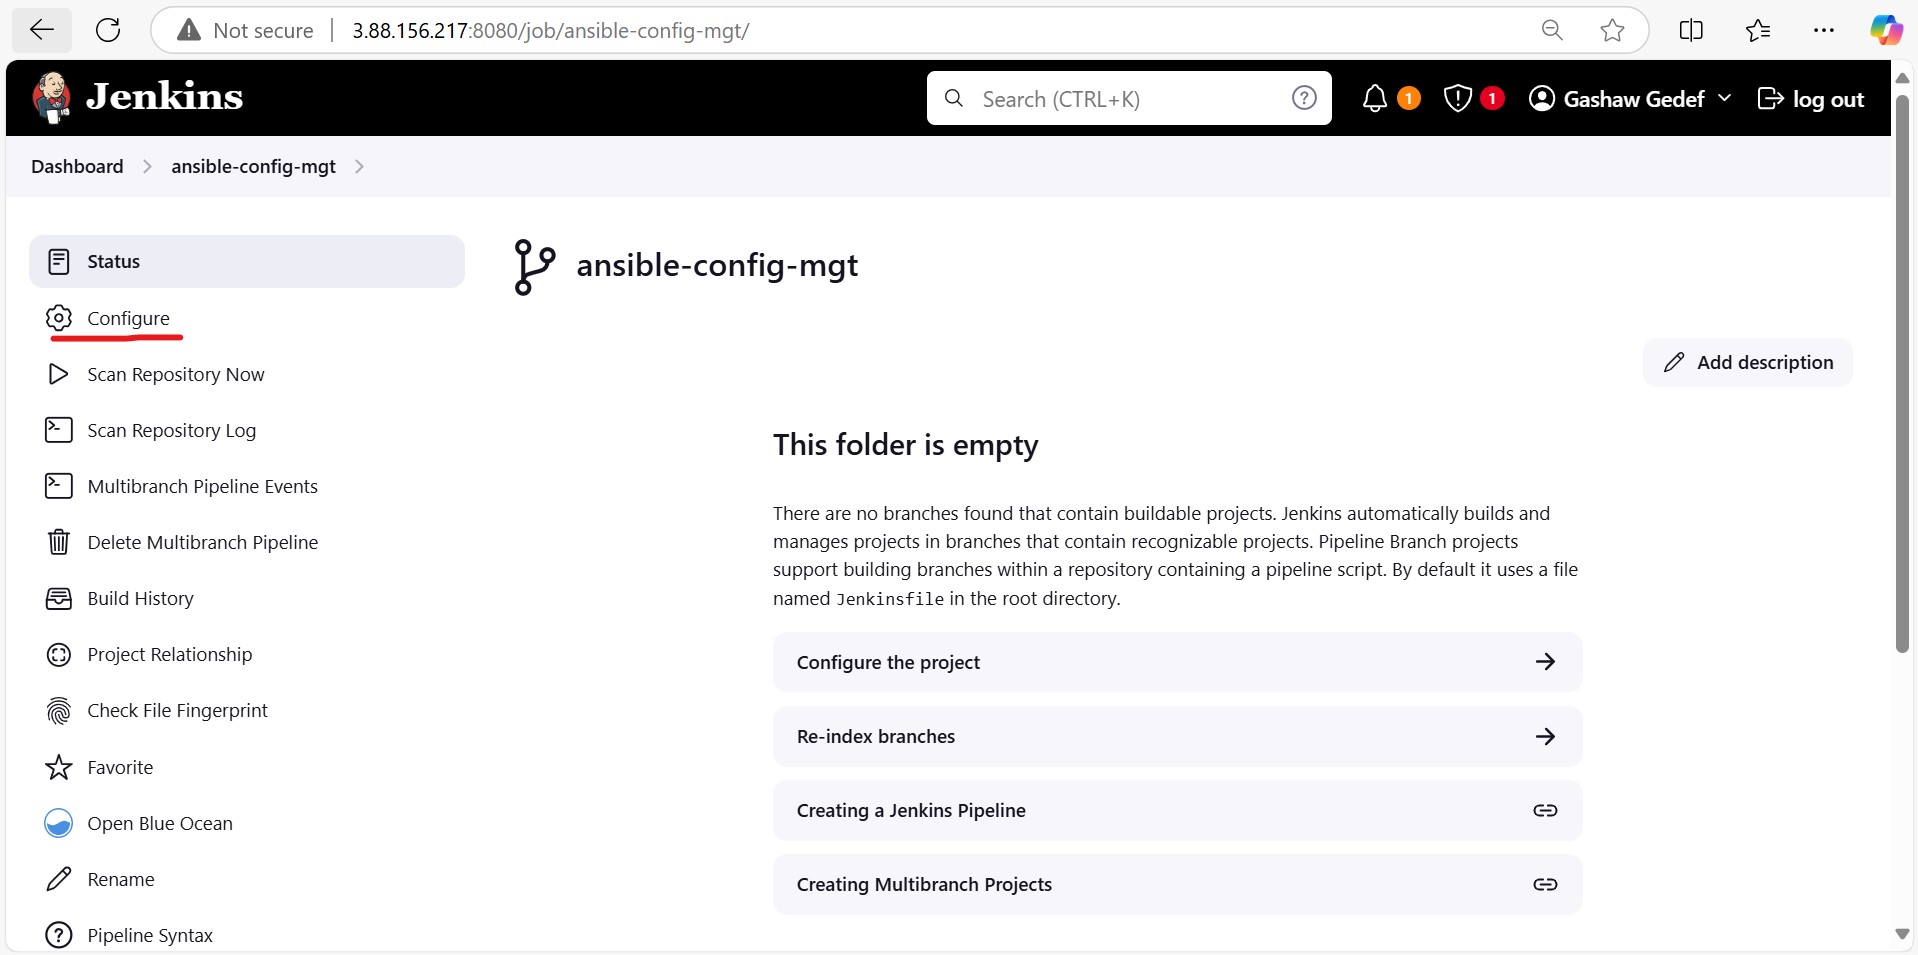 Not secure
3.88.156.217:8080/job/ansible-config-mgt/
Jenkins
Search (CTRL+K)
?
1
1
Gashaw Gedef
log out
Dashboard
ansible-config-mgt
Status
Configure
Scan Repository Now
Scan Repository Log
Multibranch Pipeline Events
Delete Multibranch Pipeline
Build History
Project Relationship
Check File Fingerprint
Favorite
Open Blue Ocean
Rename
Pipeline Syntax
ansible-config-mgt
Add description
This folder is empty
There are no branches found that contain buildable projects. Jenkins automatically builds and
manages projects in branches that contain recognizable projects. Pipeline Branch projects
support building branches within a repository containing a pipeline script. By default it uses a file
named Jenkinsfile in the root directory.
Configure the project
Re-index branches
Creating a Jenkins Pipeline
Creating Multibranch Projects